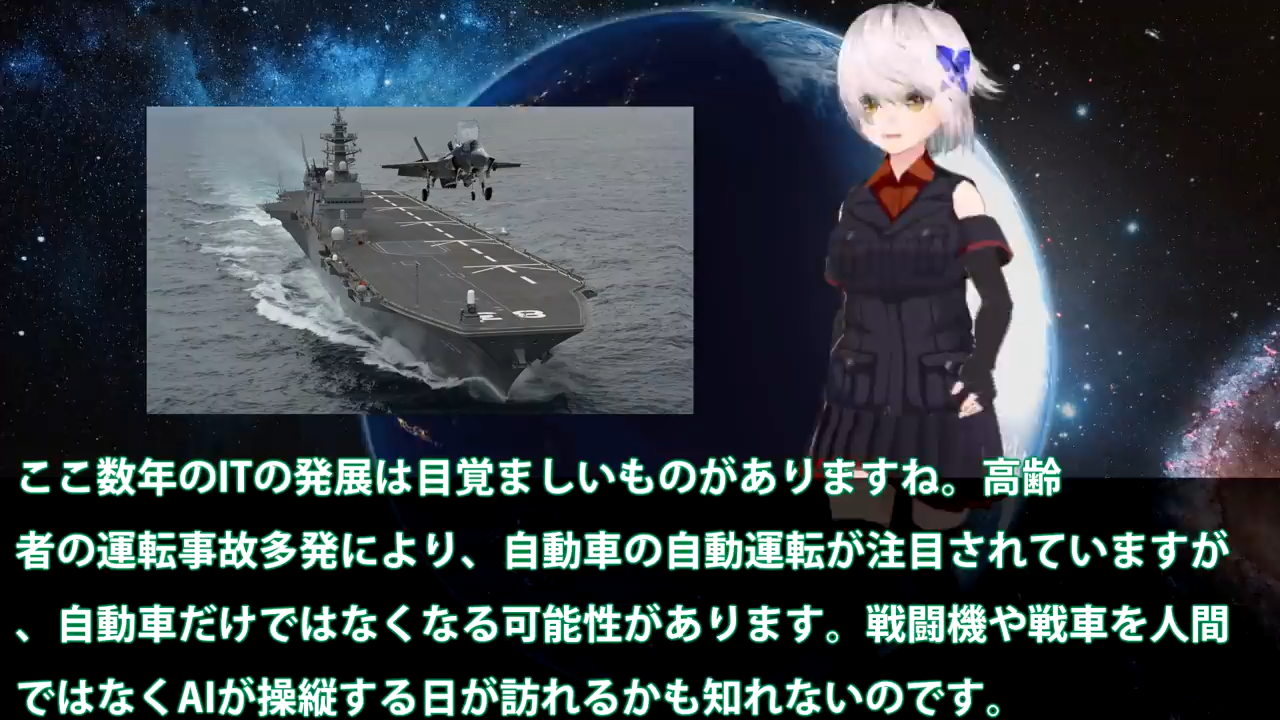 ここ数年のITの発展は目覚ましいものがありますね。高齢
者の運転事故多発により、自動車の自動運転が注目されていますが
、自動車だけではなくなる可能性があります。戦闘機や戦車を人間
ではなくAIが操縦する日が訪れるかも知れないのです。